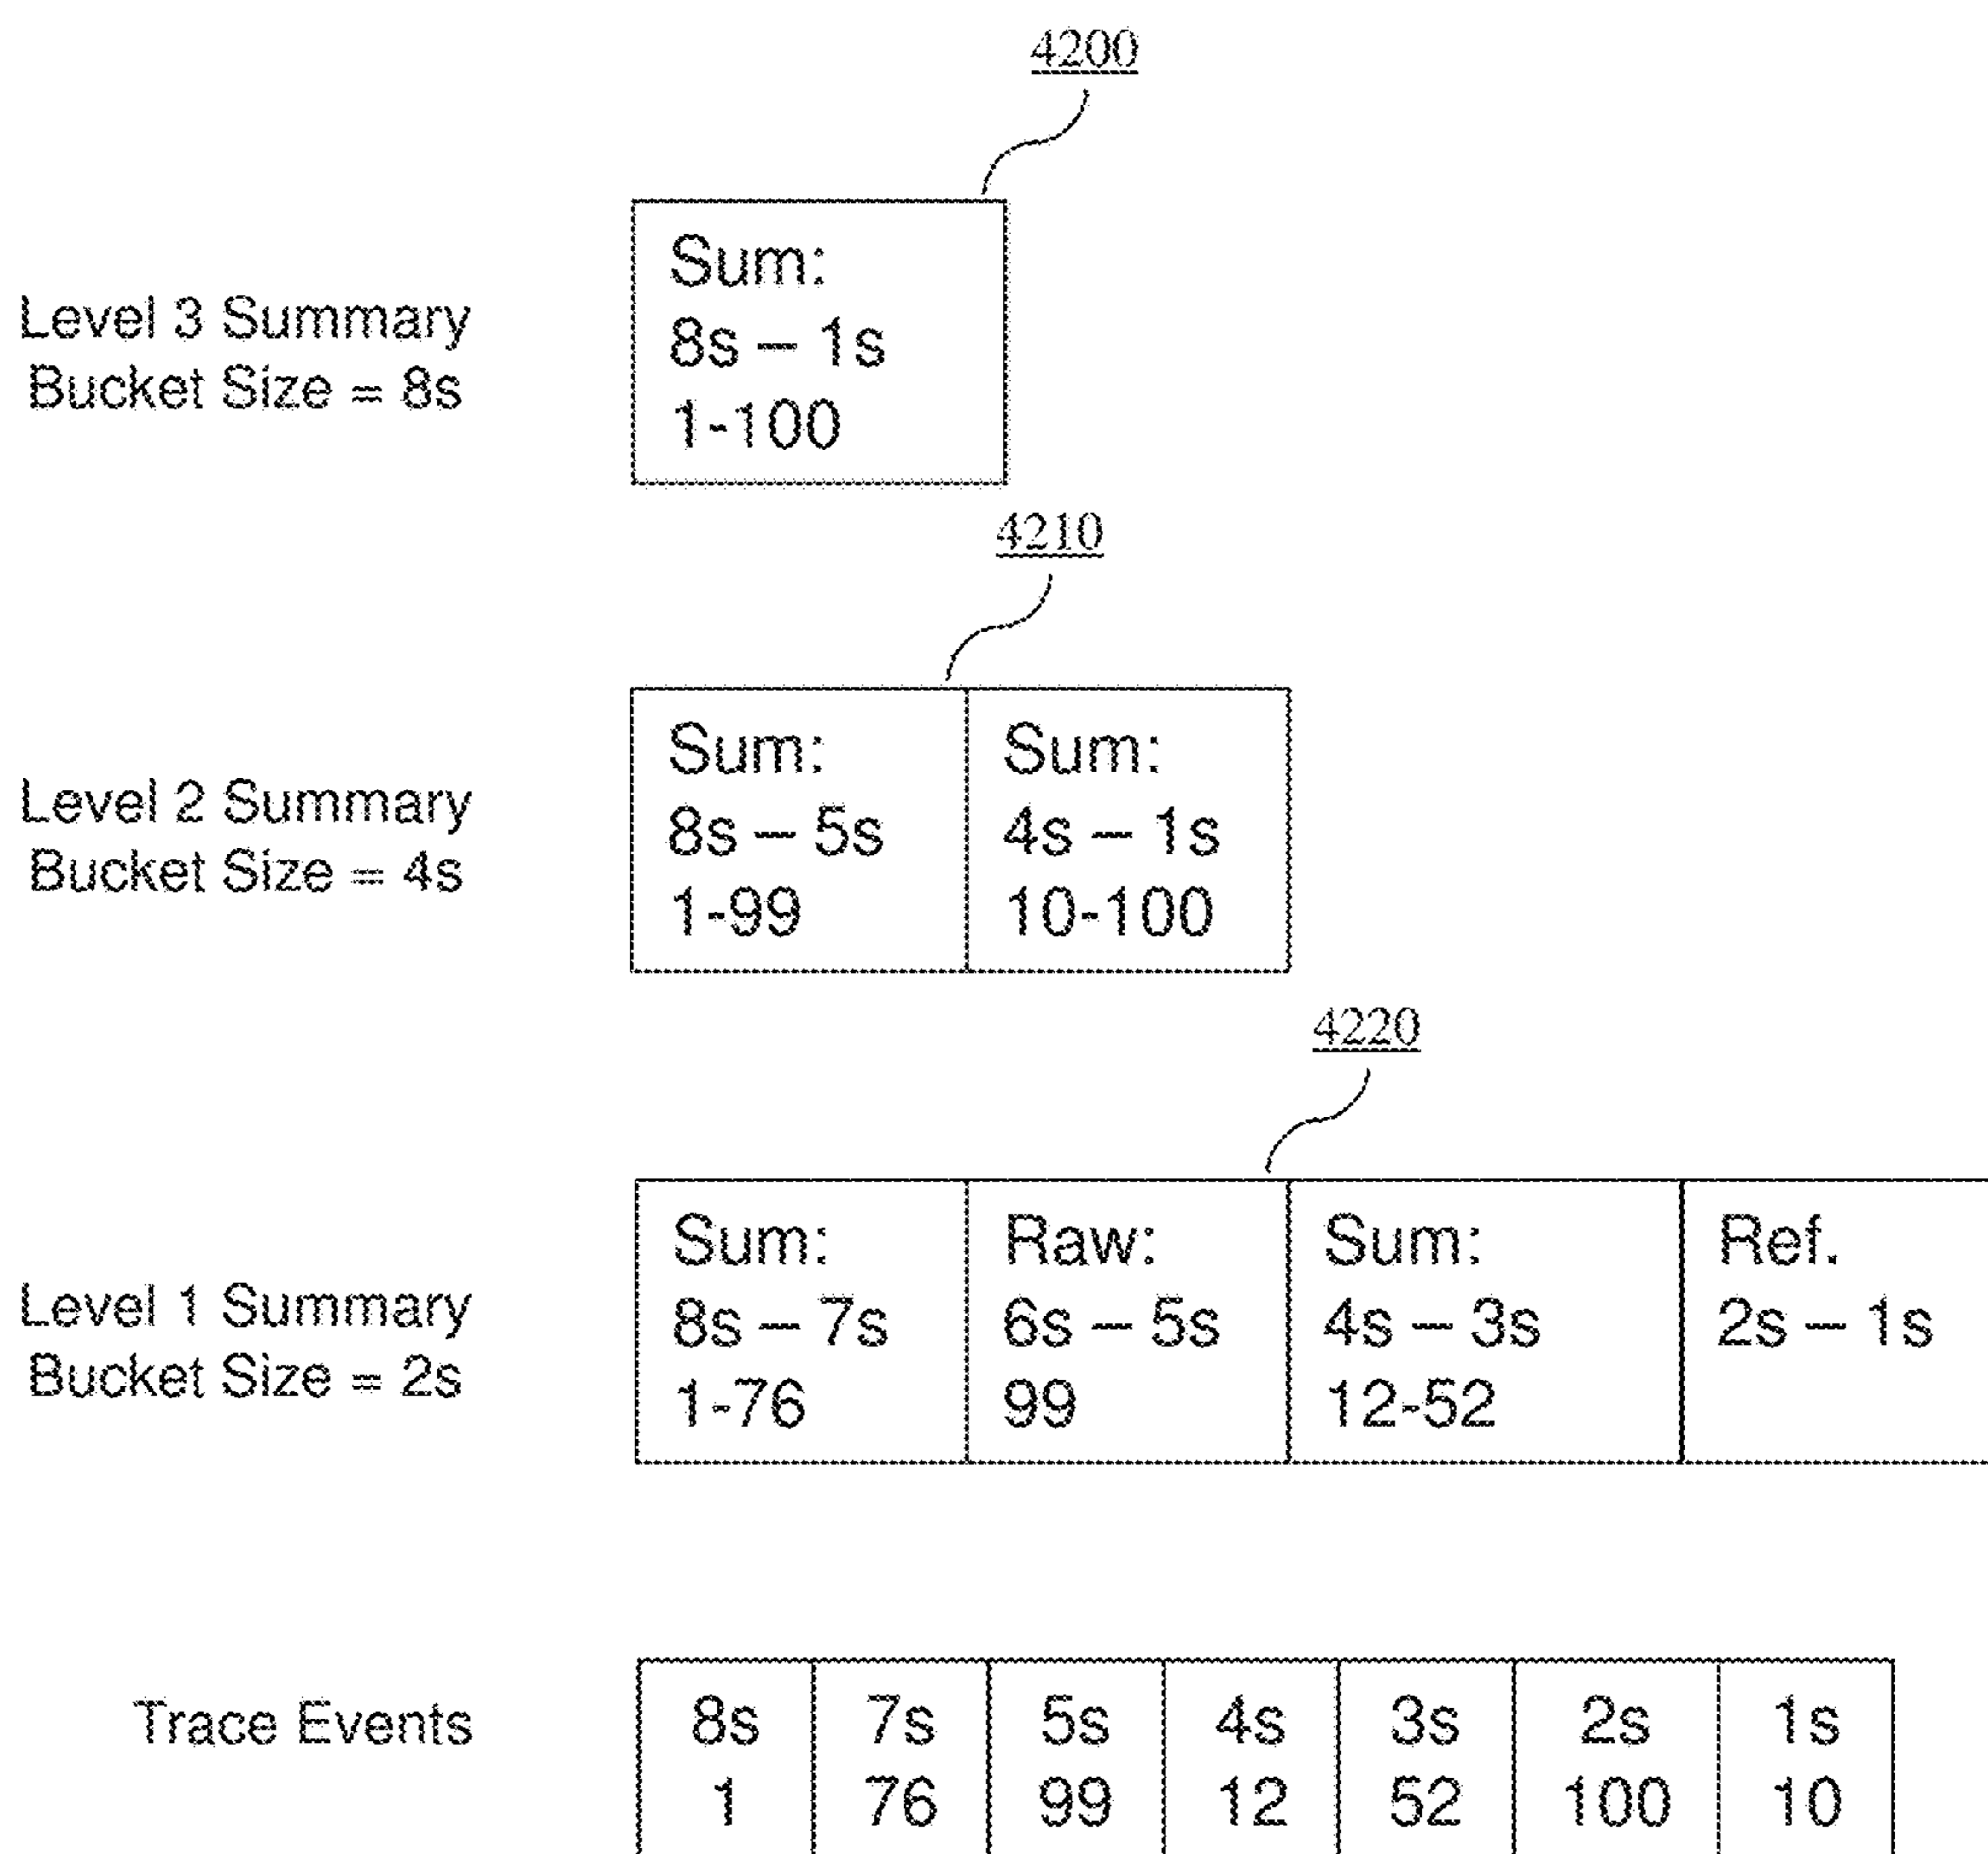 4200
Level 3 Summary
Bucket Size = 8s
Sum:
8s – 1s
1-100
4210
Level 2 Summary
Bucket Size = 4s
Sum:
8s – 5s
1-99
Sum:
4s – 1s
10-100
4220
Level 1 Summary
Bucket Size = 2s
Sum:
8s – 7s
1-76
Raw:
6s – 5s
99
Sum:
4s – 3s
12-52
Ref.
2s – 1s
Trace Events
8s 7s 5s 4s 3s 2s 1s
1 76 99 12 52 100 10